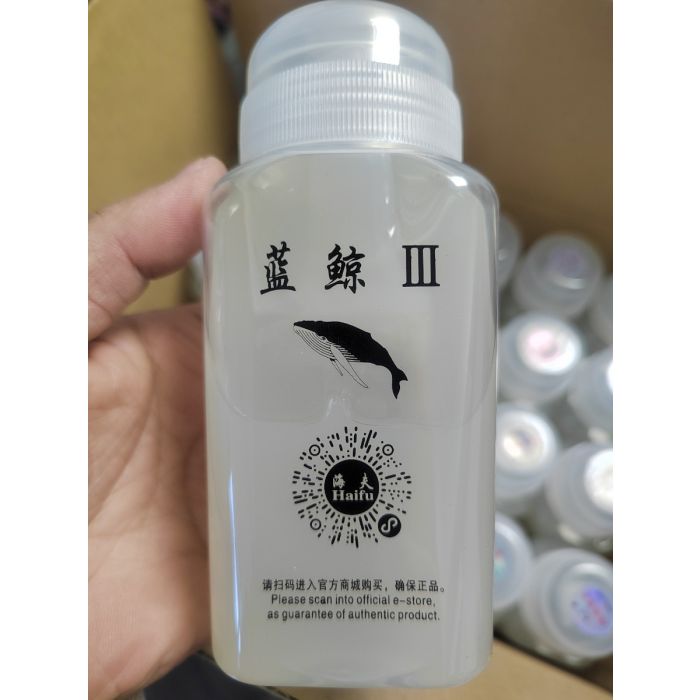 蓝鲸 III
海夫
Haifu
请扫码进入官方商城购买，确保正品。
Please scan into official e-store,
as guarantee of authentic product.